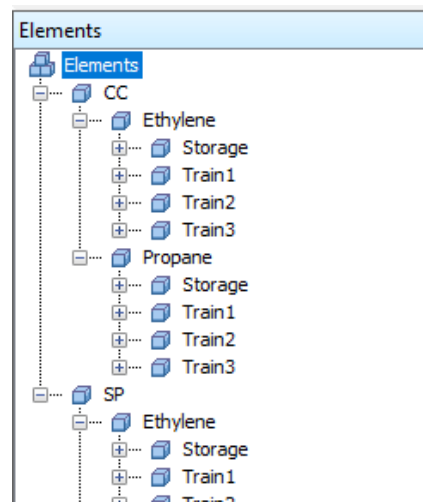 Elements
Elements
CC
Ethylene
Storage
Train1
Train2
Train3
Propane
Storage
Train1
Train2
Train3
SP
Ethylene
Storage
Train1